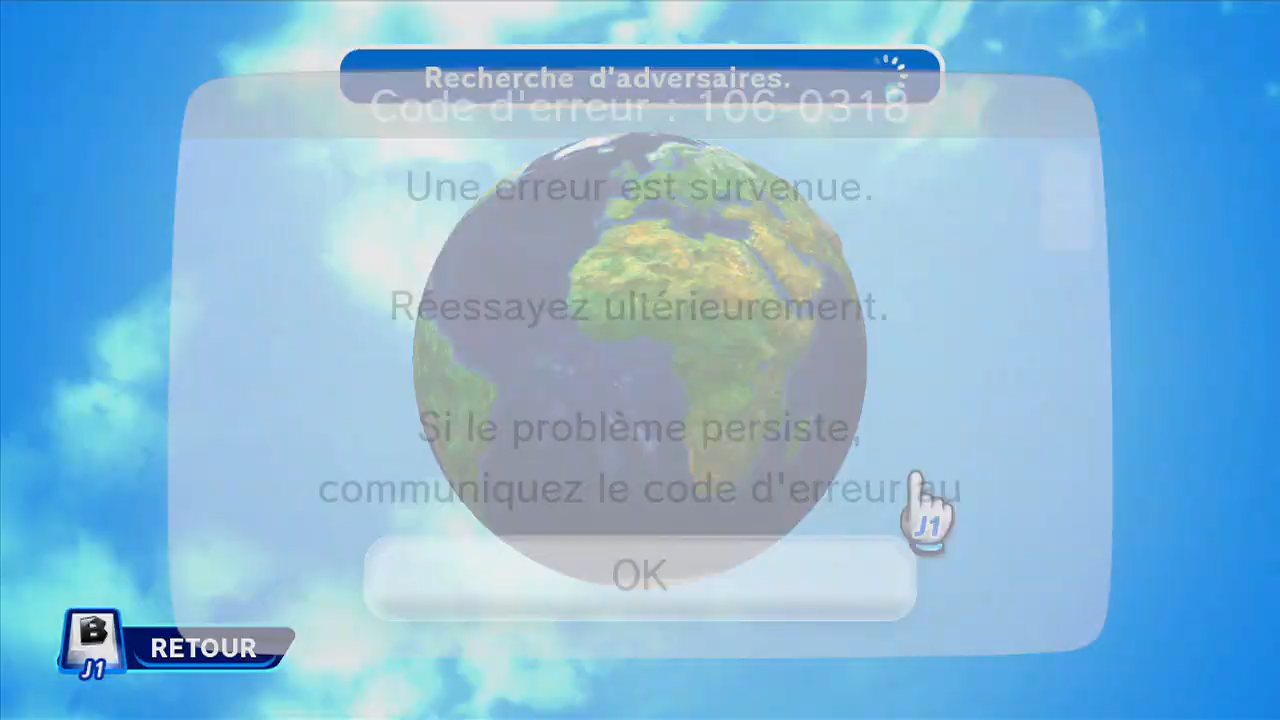 Recherche d'adversaires.
Code d'erreur : 106-0318
Une erreur est survenue.
Réessayez ultérieurement.
Si le problème persiste,
communiquez le code d'erreur au
J1
OK
B
RETOUR
J1